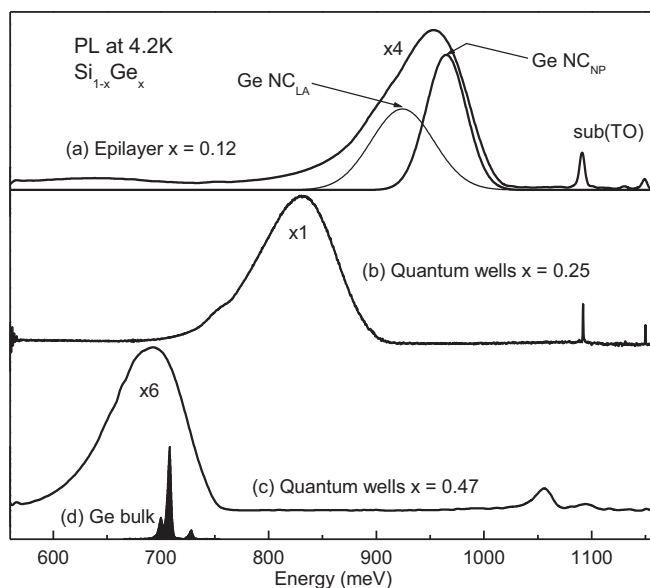 PL at 4.2K
Si1-xGex
x4
Ge NCLA
Ge NCNP
(a) Epilayer x = 0.12
sub(TO)
x1
(b) Quantum wells x = 0.25
x6
(c) Quantum wells x = 0.47
(d) Ge bulk
600 700 800 900 1000 1100
Energy (meV)